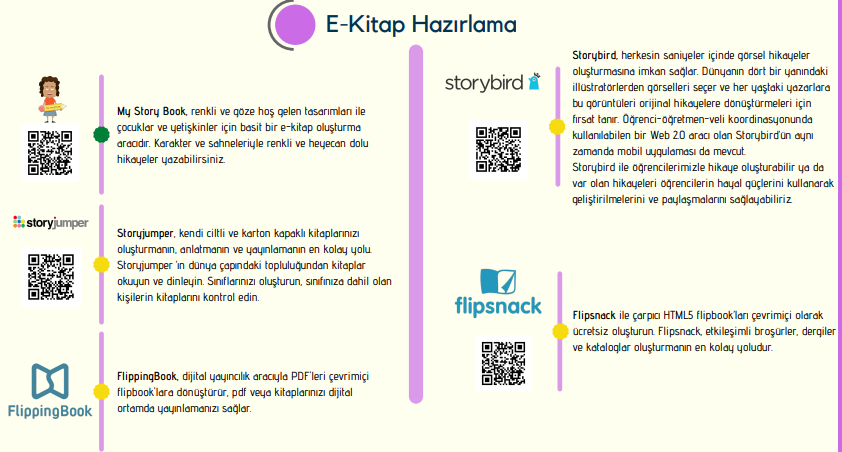 E-Kitap Hazırlama
My Story Book, renkli ve göze hoş gelen tasarımları ile
çocuklar ve yetişkinler için basit bir e-kitap oluşturma
aracıdır. Karakter ve sahneleriyle renkli ve heyecan dolu
hikayeler yazabilirsiniz.
storyjumper
Storyjumper, kendi ciltli ve karton kapaklı kitaplarınızı
oluşturmanın, anlatmanın ve yayınlamanın en kolay yolu.
Storyjumper 'ın dünya çapındaki topluluğundan kitaplar
okuyun ve dinleyin. Sınıflarınızı oluşturun, sınıfınıza dahil olan
kişilerin kitaplarını kontrol edin.
FlippingBook
FlippingBook, dijital yayıncılık aracıyla PDF'leri çevrimiçi
flipbook'lara dönüştürür, pdf veya kitaplarınızı dijital
ortamda yayınlamanızı sağlar.
storybird
Storybird, herkesin saniyeler içinde görsel hikayeler
oluşturmasına imkan sağlar. Dünyanın dört bir yanındaki
illüstratörlerden görselleri seçer ve her yaştaki yazarlara
bu görüntüleri orijinal hikayelere dönüştürmeleri için
fırsat tanır. Öğrenci-öğretmen-veli koordinasyonunda
kullanılabilen bir Web 2.0 aracı olan Storybird'ün aynı
zamanda mobil uygulaması da mevcut.
Storybird ile öğrencilerimizle hikaye oluşturabilir ya da
var olan hikayeleri öğrencilerin hayal güçlerini kullanarak
geliştirilmelerini ve paylaşmalarını sağlayabiliriz.
flipsnack
Flipsnack ile çarpıcı HTML5 flipbook'ları çevrimiçi olarak
ücretsiz oluşturun. Flipsnack, etkileşimli broşürler, dergiler
ve kataloglar oluşturmanın en kolay yoludur.